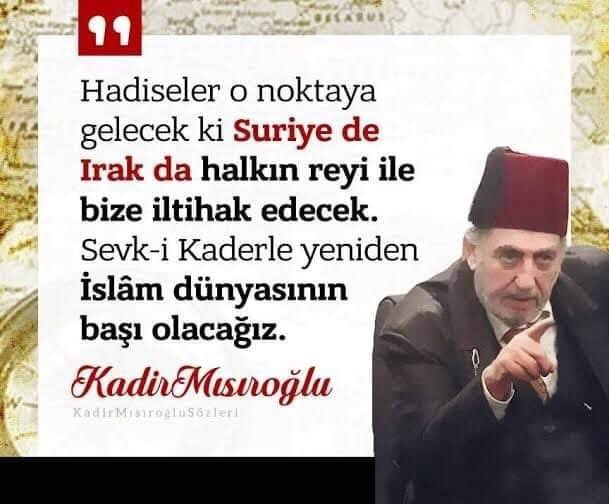 BELARUS
Hadiseler o noktaya
gelecek ki Suriye de
Irak da halkın reyi ile
bize iltihak edecek.
Sevk-i Kaderle yeniden
İslâm dünyasının
başı olacağız.
KadirMısıroğlu
KadirMısıroğluSözleri